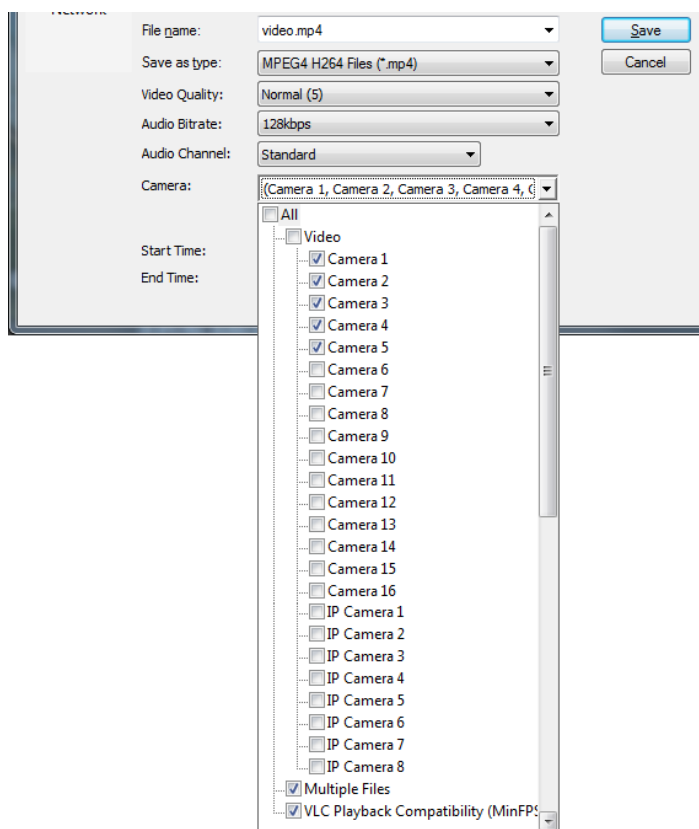 Network
File name: video.mp4 Save
Save as type: MPEG4 H264 Files (*.mp4) Cancel
Video Quality: Normal (5)
Audio Bitrate: 128kbps
Audio Channel: Standard
Camera: (Camera 1, Camera 2, Camera 3, Camera 4, C
All
Video
Start Time:
End Time:
Camera 1
Camera 2
Camera 3
Camera 4
Camera 5
Camera 6
Camera 7
Camera 8
Camera 9
Camera 10
Camera 11
Camera 12
Camera 13
Camera 14
Camera 15
Camera 16
IP Camera 1
IP Camera 2
IP Camera 3
IP Camera 4
IP Camera 5
IP Camera 6
IP Camera 7
IP Camera 8
Multiple Files
VLC Playback Compatibility (MinFPS